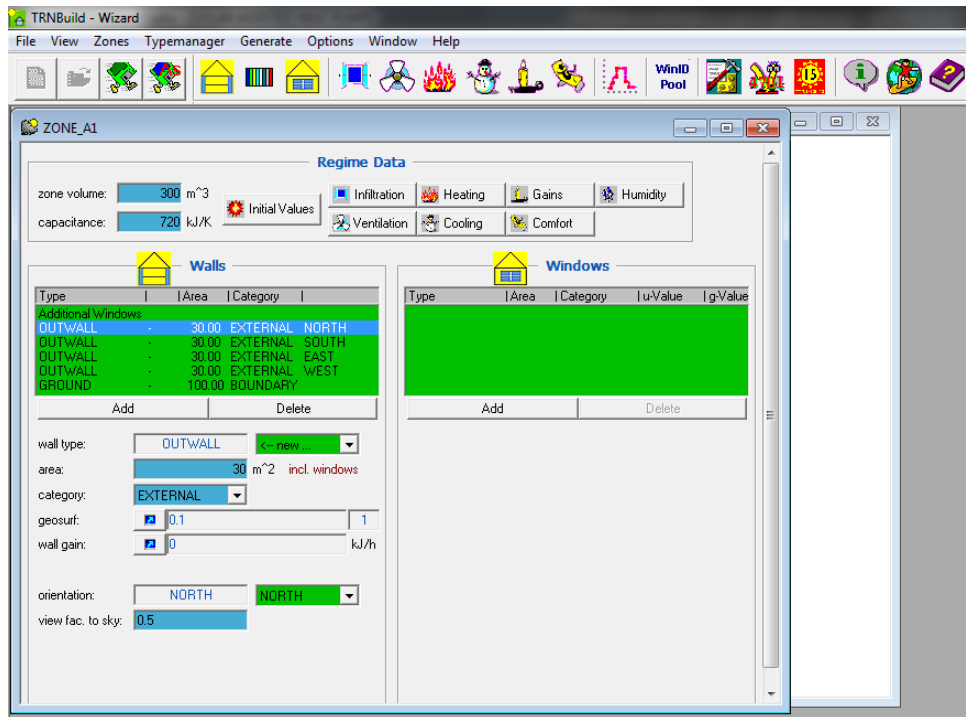 TRNBuild - Wizard
File View Zones Typemanager Generate Options Window Help
WinID
Pool
15
ZONE_A1
Regime Data
zone volume: 300 m^3
capacitance: 720 kJ/K
Initial Values
Infiltration Heating Gains Humidity
Ventilation Cooling Comfort
Walls
Type | | Area | Category |
Additional Windows
OUTWALL - 30.00 EXTERNAL NORTH
OUTWALL - 30.00 EXTERNAL SOUTH
OUTWALL - 30.00 EXTERNAL EAST
OUTWALL - 30.00 EXTERNAL WEST
GROUND - 100.00 BOUNDARY
Add Delete
wall type: OUTWALL <-- new ...
area: 30 m^2 incl. windows
category: EXTERNAL
geosurf: 0.1 1
wall gain: 0 kJ/h
orientation: NORTH NORTH
view fac. to sky: 0.5
Windows
Type | Area | Category | u-Value | g-Value
Add Delete